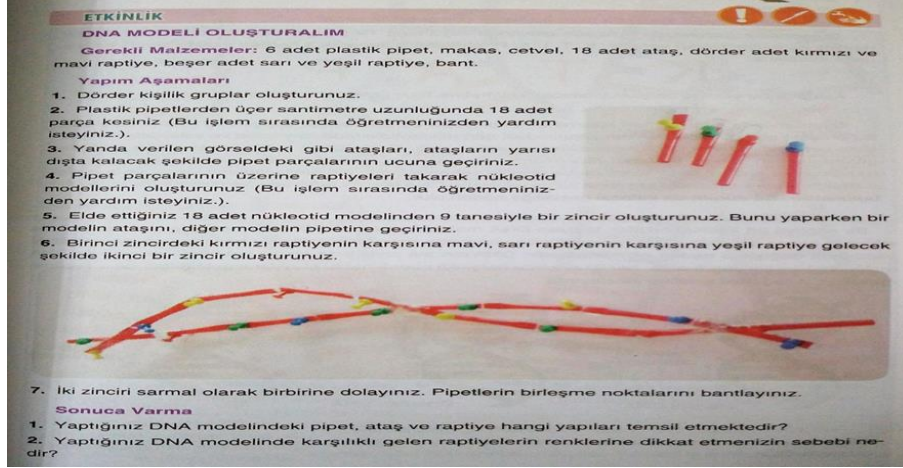 ETKİNLİK
DNA MODELİ OLUŞTURALIM
Gerekli Malzemeler: 6 adet plastik pipet, makas, cetvel, 18 adet ataş, dörder adet kırmızı ve
mavi raptiye, beşer adet sarı ve yeşil raptiye, bant.
Yapım Aşamaları
1. Dörder kişilik gruplar oluşturunuz.
2. Plastik pipetlerden üçer santimetre uzunluğunda 18 adet
parça kesiniz (Bu işlem sırasında öğretmeninizden yardım
isteyiniz.).
3. Yanda verilen görseldeki gibi ataşları, ataşların yarısı
dışta kalacak şekilde pipet parçalarının ucuna geçiriniz.
4. Pipet parçalarının üzerine raptiyeleri takarak nükleotid
modellerini oluşturunuz (Bu işlem sırasında öğretmeniniz-
den yardım isteyiniz.).
5. Elde ettiğiniz 18 adet nükleotid modelinden 9 tanesiyle bir zincir oluşturunuz. Bunu yaparken bir
modelin ataşını, diğer modelin pipetine geçiriniz.
6. Birinci zincirdeki kırmızı raptiyenin karşısına mavi, sarı raptiyenin karşısına yeşil raptiye gelecek
şekilde ikinci bir zincir oluşturunuz.
7. İki zinciri sarmal olarak birbirine dolayınız. Pipetlerin birleşme noktalarını bantlayınız.
Sonuca Varma
1. Yaptığınız DNA modelindeki pipet, ataş ve raptiye hangi yapıları temsil etmektedir?
2. Yaptığınız DNA modelinde karşılıklı gelen raptiyelerin renklerine dikkat etmenizin sebebi ne-
dir?